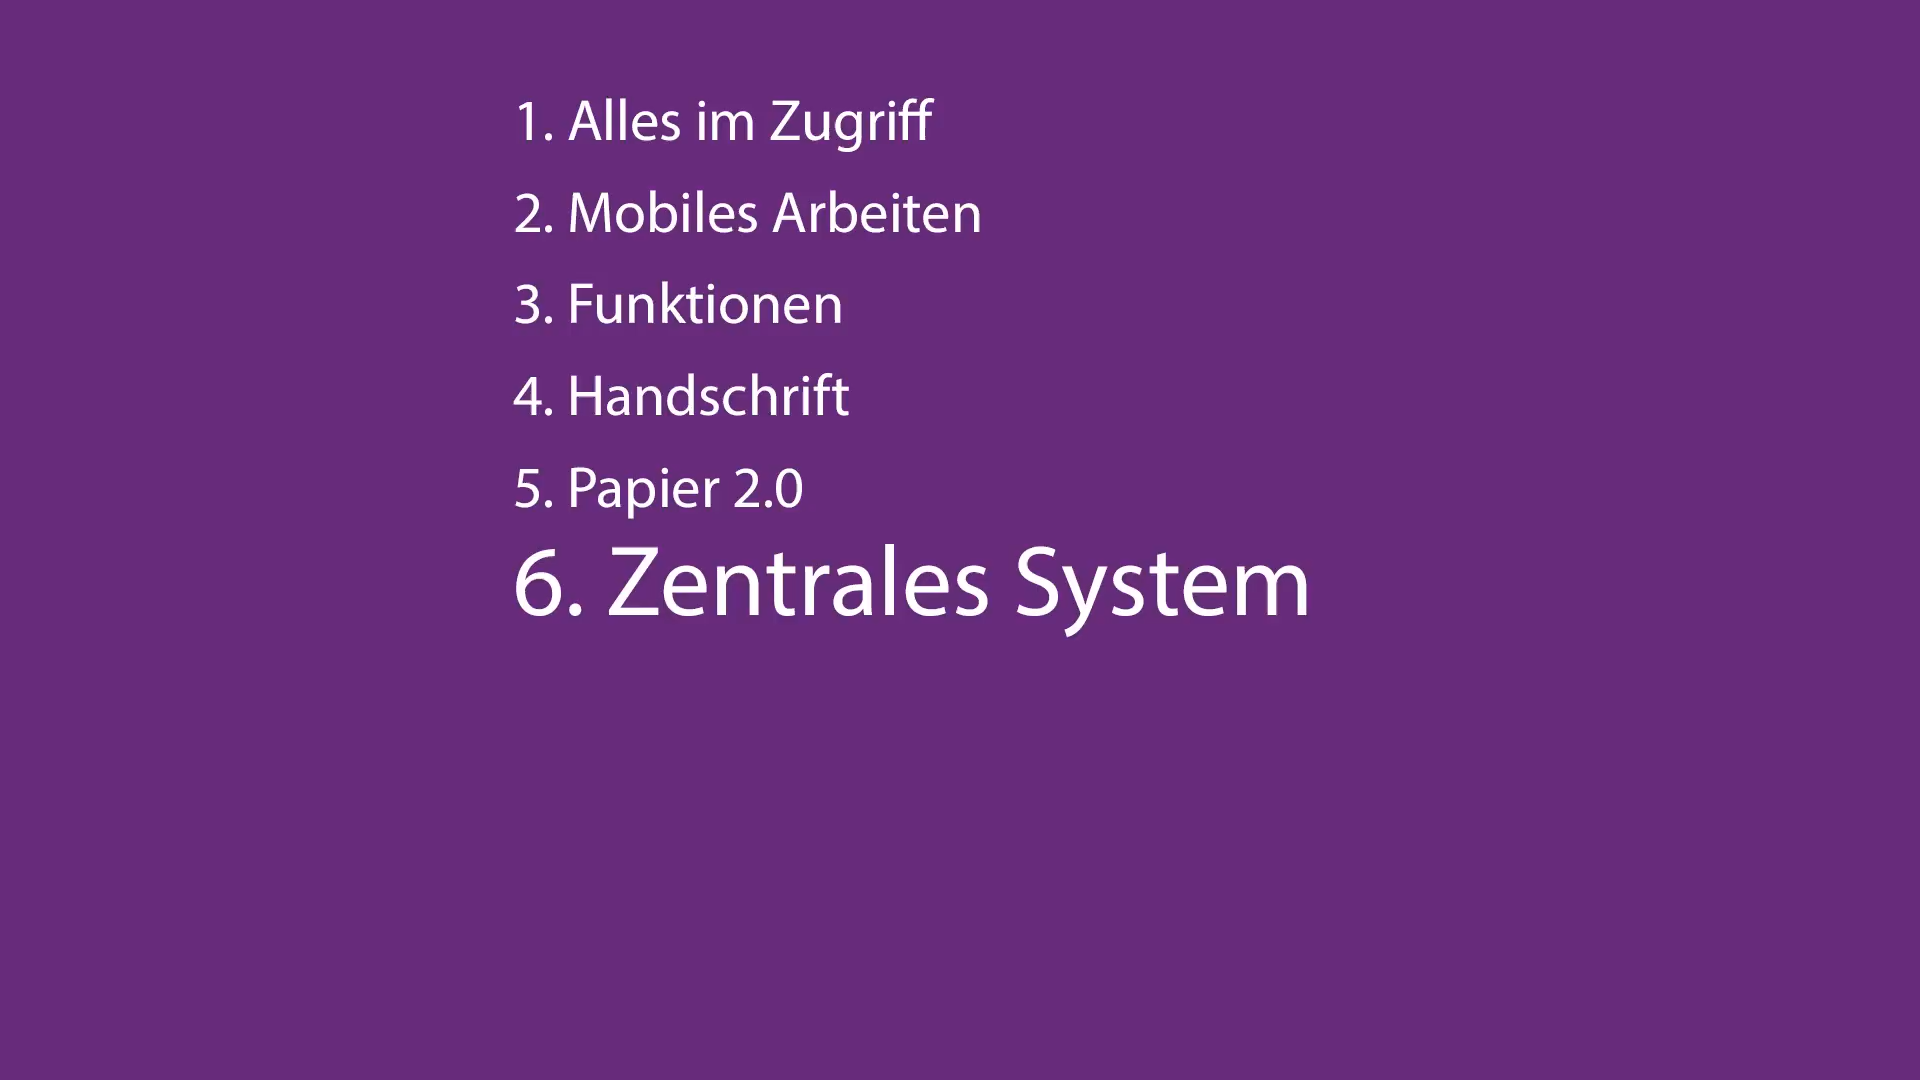 1. Alles im Zugriff
2. Mobiles Arbeiten
3. Funktionen
4. Handschrift
5. Papier 2.0
6. Zentrales System